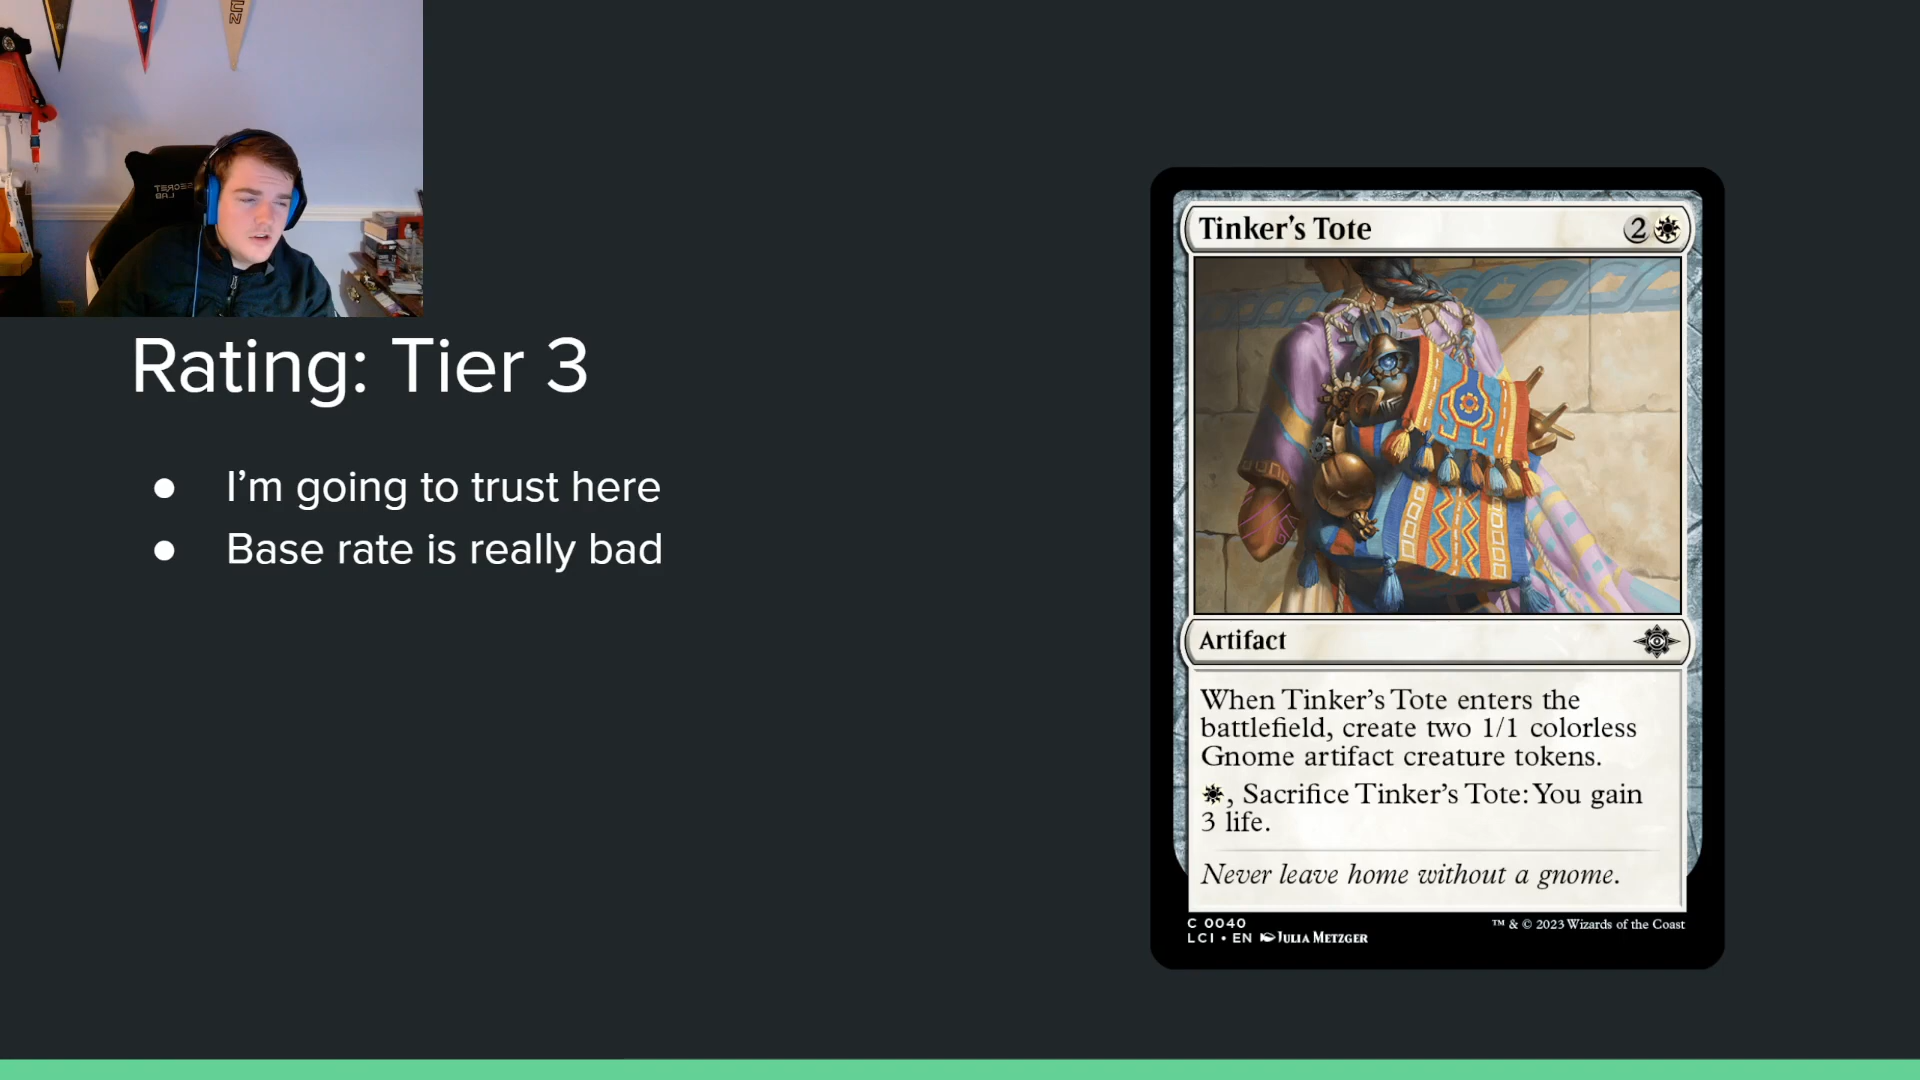 Rating: Tier 3
● I’m going to trust here
● Base rate is really bad
Tinker's Tote 2
Artifact
When Tinker's Tote enters the
battlefield, create two 1/1 colorless
Gnome artifact creature tokens.
, Sacrifice Tinker's Tote: You gain
3 life.
Never leave home without a gnome.
C 0040
LCI • EN Julia Metzger
™ & © 2023 Wizards of the Coast
SECRET
LAB